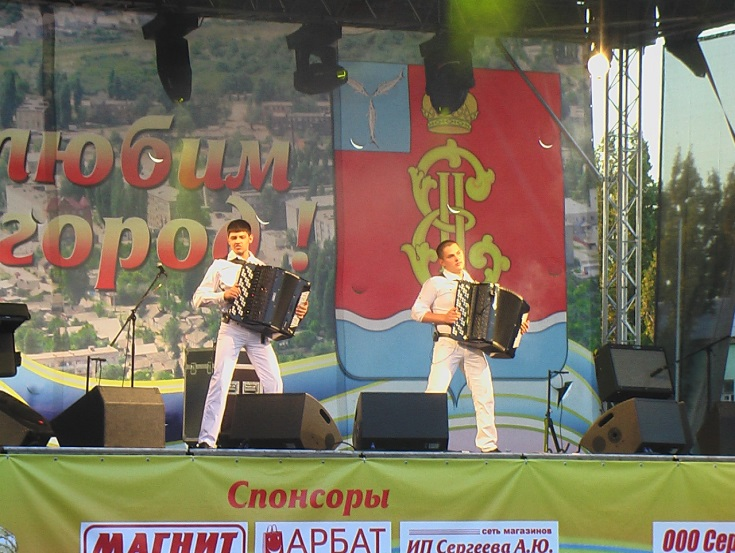 любим
город!
Спонсоры
МАГНИТ
АРБАТ
сеть магазинов
ИП Сергеева А.Ю.
ООО Сер